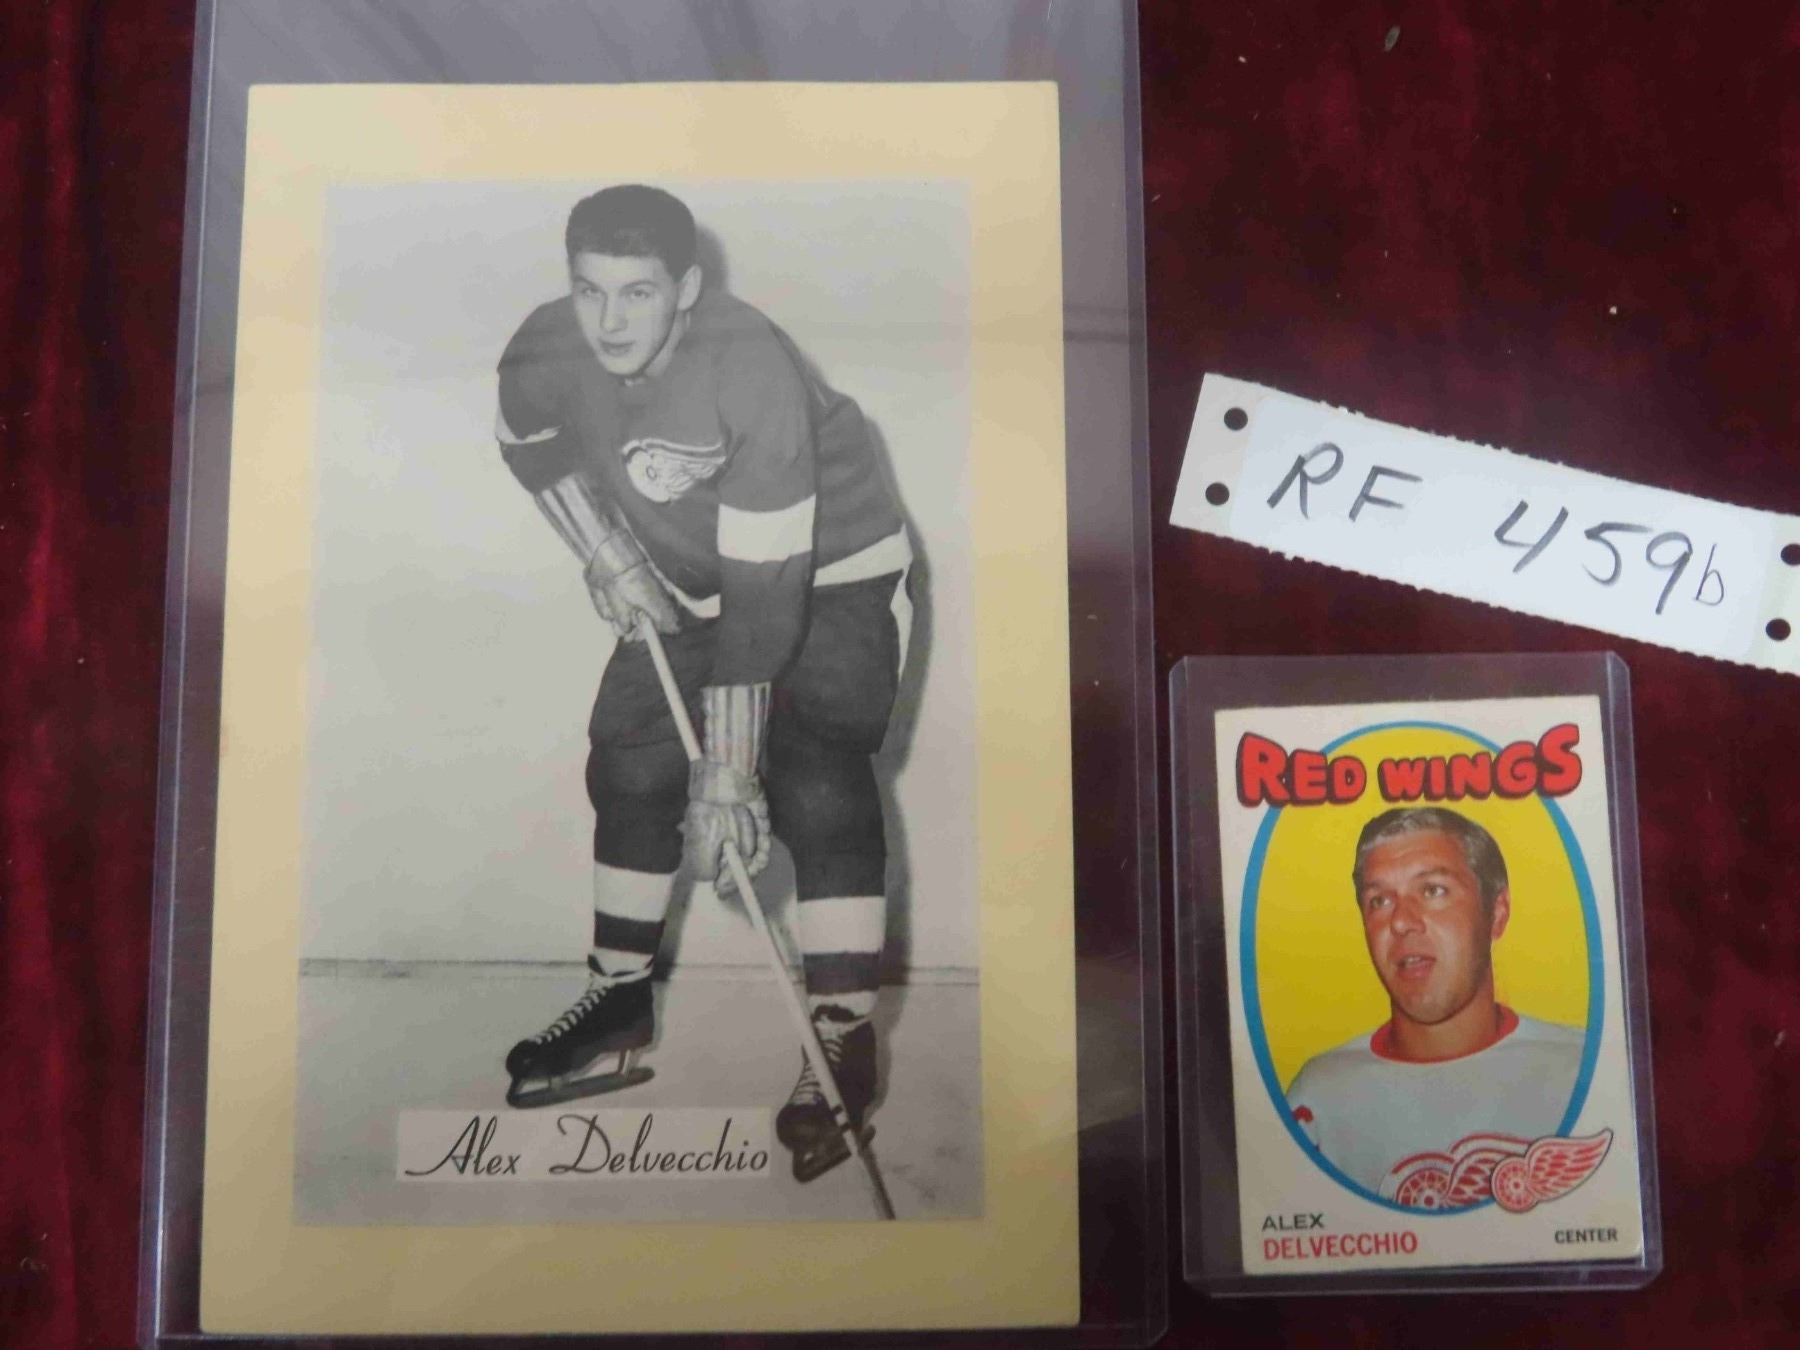 Alex Delvecchio
RF 459b
RED WINGS
ALEX
DELVECCHIO
CENTER